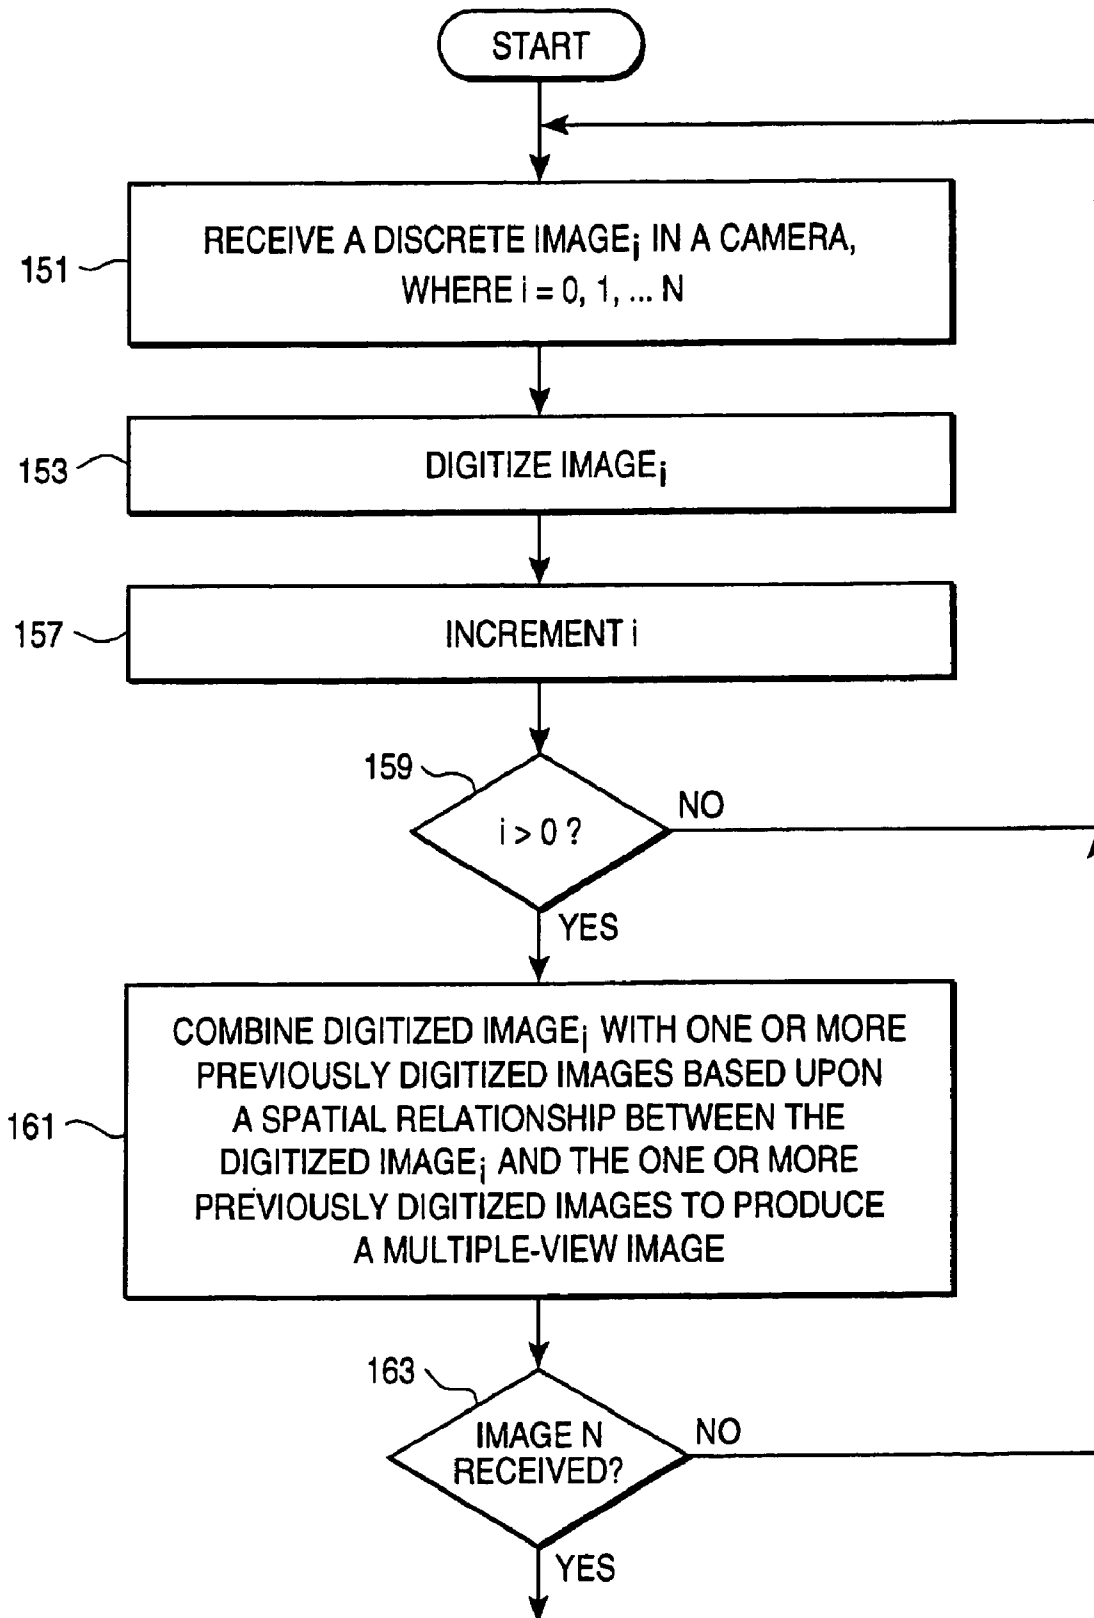 START
RECEIVE A DISCRETE IMAGEi IN A CAMERA,
WHERE i = 0, 1, ... N
151
DIGITIZE IMAGEi
153
INCREMENT i
157
159
i > 0 ?
NO
YES
COMBINE DIGITIZED IMAGEi WITH ONE OR MORE
PREVIOUSLY DIGITIZED IMAGES BASED UPON
A SPATIAL RELATIONSHIP BETWEEN THE
DIGITIZED IMAGEi AND THE ONE OR MORE
PREVIOUSLY DIGITIZED IMAGES TO PRODUCE
A MULTIPLE-VIEW IMAGE
161
163
IMAGE N
RECEIVED?
NO
YES